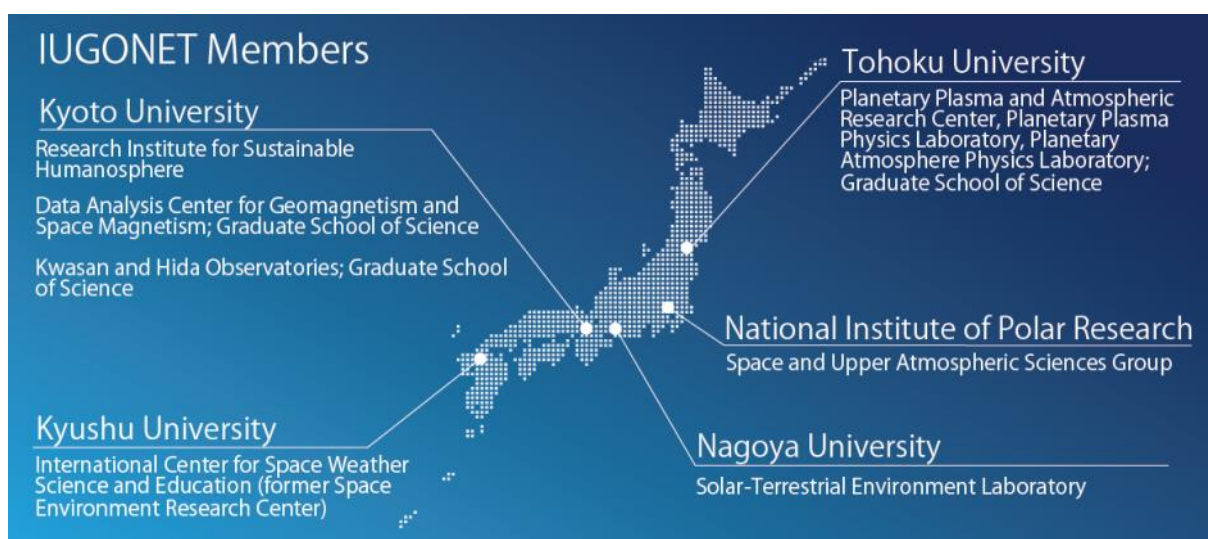 IUGONET Members
Kyoto University
Research Institute for Sustainable
Humanosphere
Data Analysis Center for Geomagnetism and
Space Magnetism; Graduate School of Science
Kwasan and Hida Observatories; Graduate School
of Science
Tohoku University
Planetary Plasma and Atmospheric
Research Center, Planetary Plasma
Physics Laboratory, Planetary
Atmosphere Physics Laboratory;
Graduate School of Science
National Institute of Polar Research
Space and Upper Atmospheric Sciences Group
Kyushu University
International Center for Space Weather
Science and Education (former Space
Environment Research Center)
Nagoya University
Solar-Terrestrial Environment Laboratory